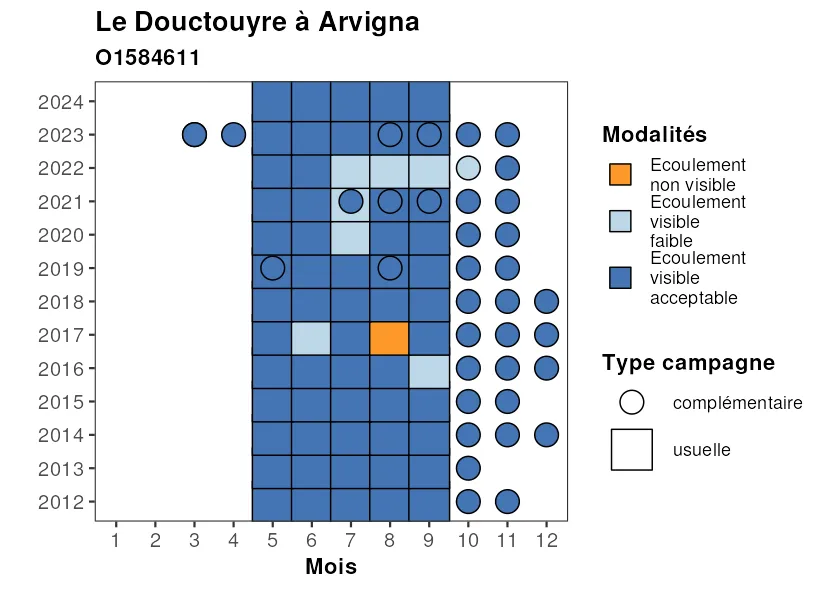 Le Douctouyre à Arvigna
O1584611
2024
2023
2022
2021
2020
2019
2018
2017
2016
2015
2014
2013
2012
1 2 3 4 5 6 7 8 9 10 11 12
Mois
Modalités
Ecoulement
non visible
Ecoulement
visible
faible
Ecoulement
visible
acceptable
Type campagne
complémentaire
usuelle